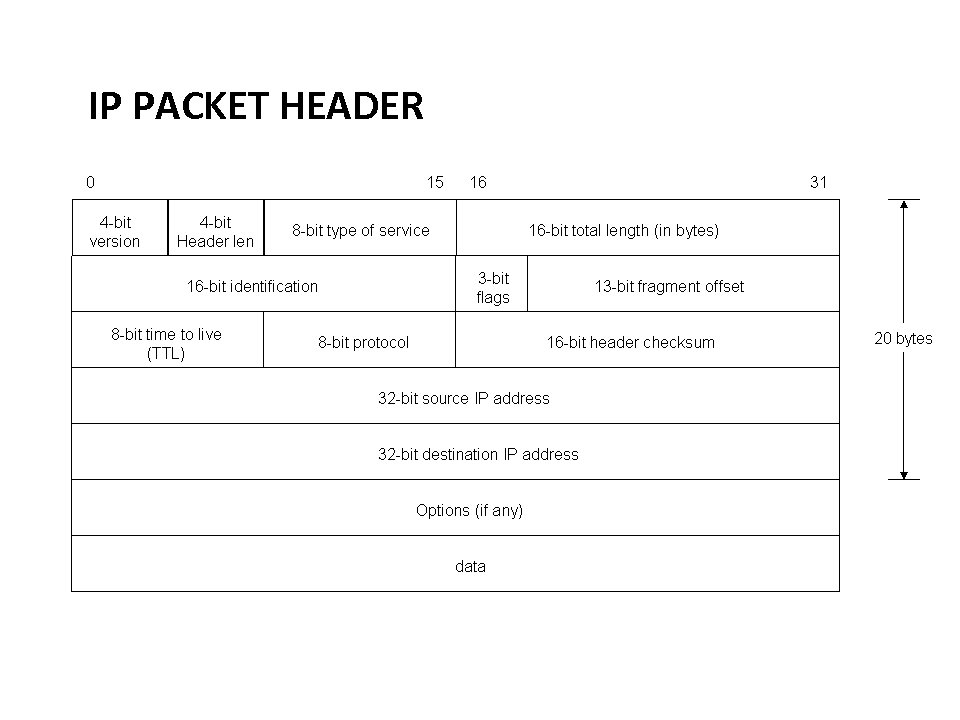 IP PACKET HEADER
0 15 16 31
4-bit
version
4-bit
Header len
8-bit type of service
16-bit total length (in bytes)
16-bit identification
3-bit
flags
13-bit fragment offset
8-bit time to live
(TTL)
8-bit protocol
16-bit header checksum
20 bytes
32-bit source IP address
32-bit destination IP address
Options (if any)
data